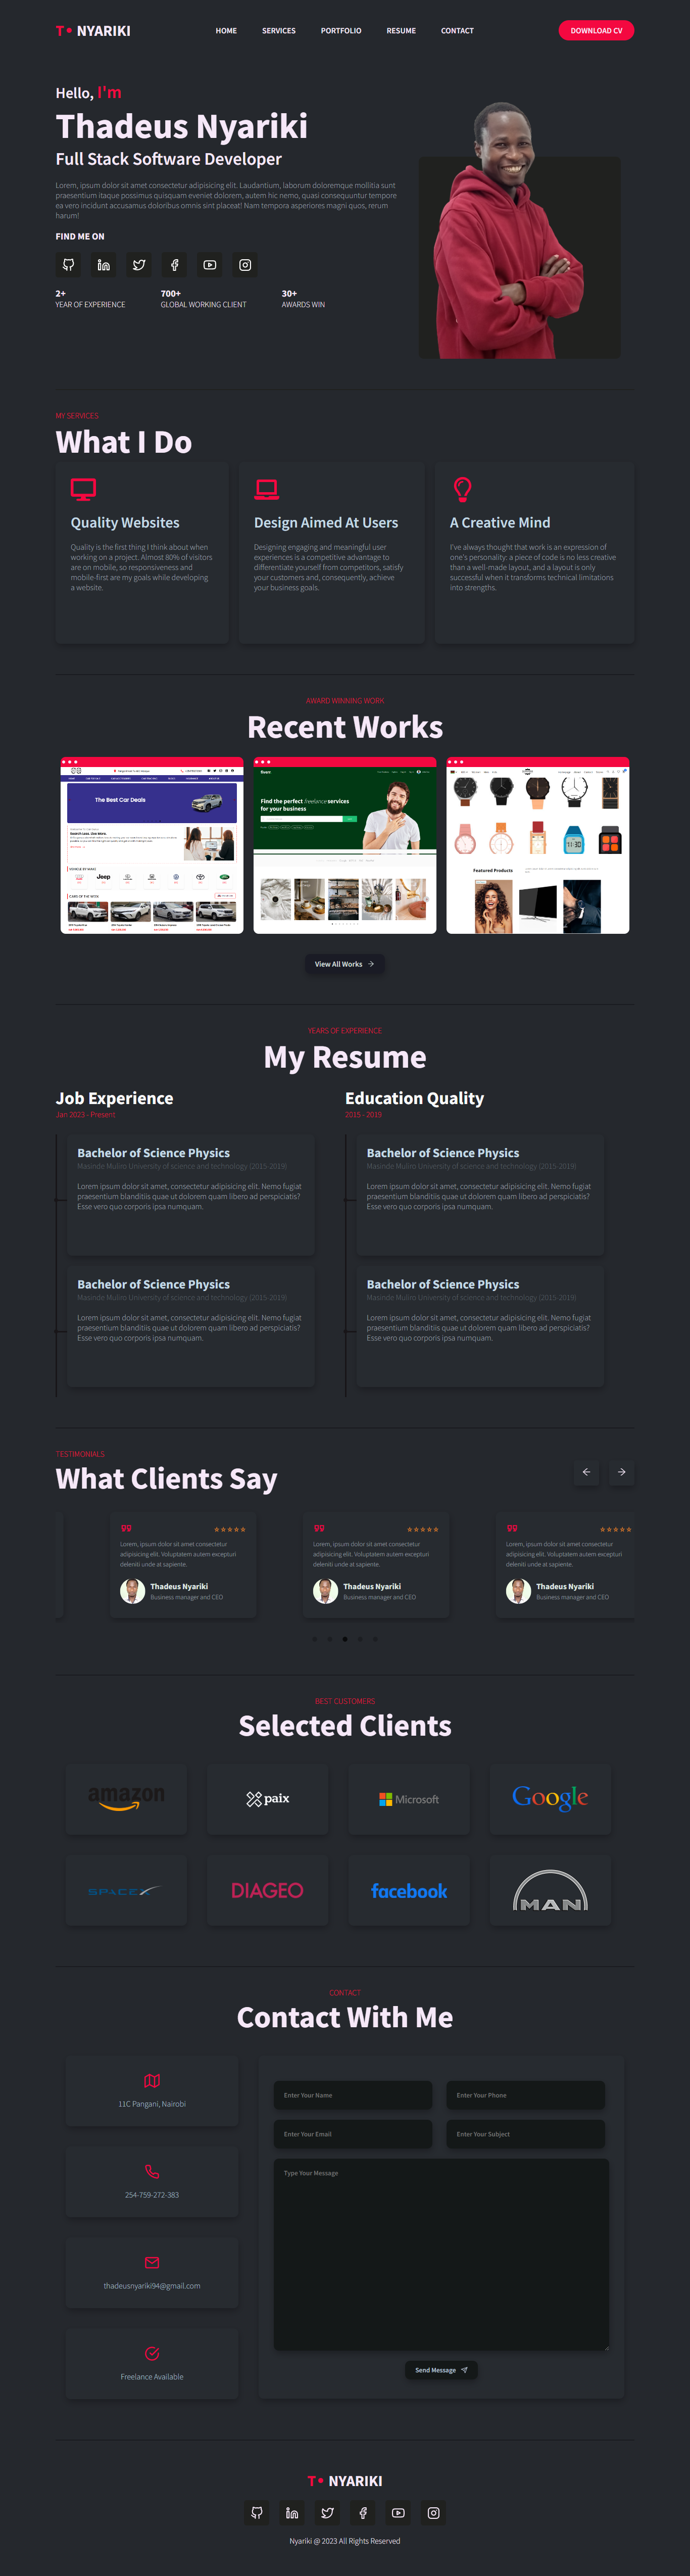 T• NYARIKI
HOME SERVICES PORTFOLIO RESUME CONTACT
DOWNLOAD CV
Hello, I'm
Thadeus Nyariki
Full Stack Software Developer
Lorem, ipsum dolor sit amet consectetur adipisicing elit. Laudantium, laborum doloremque mollitia sunt
praesentium itaque possimus quisquam eveniet dolorem, autem hic nemo, quasi consequuntur tempore
ea vero incidunt accusamus doloribus omnis sint placeat! Nam tempora asperiores magni quos, rerum
harum!
FIND ME ON
2+
YEAR OF EXPERIENCE
700+
GLOBAL WORKING CLIENT
30+
AWARDS WIN
MY SERVICES
What I Do
Quality Websites
Quality is the first thing I think about when
working on a project. Almost 80% of visitors
are on mobile, so responsiveness and
mobile-first are my goals while developing
a website.
Design Aimed At Users
Designing engaging and meaningful user
experiences is a competitive advantage to
differentiate yourself from competitors, satisfy
your customers and, consequently, achieve
your business goals.
A Creative Mind
I've always thought that work is an expression of
one's personality: a piece of code is no less creative
than a well-made layout, and a layout is only
successful when it transforms technical limitations
into strengths.
AWARD WINNING WORK
Recent Works
The Best Car Deals
Jeep
fiverr.
Find the perfect freelance services
for your business
Featured Products
View All Works
YEARS OF EXPERIENCE
My Resume
Job Experience
Jan 2023 - Present
Bachelor of Science Physics
Masinde Muliro University of science and technology (2015-2019)
Lorem ipsum dolor sit amet, consectetur adipisicing elit. Nemo fugiat
praesentium blanditiis quae ut dolorem quam libero ad perspiciatis?
Esse vero quo corporis ipsa numquam.
Bachelor of Science Physics
Masinde Muliro University of science and technology (2015-2019)
Lorem ipsum dolor sit amet, consectetur adipisicing elit. Nemo fugiat
praesentium blanditiis quae ut dolorem quam libero ad perspiciatis?
Esse vero quo corporis ipsa numquam.
Education Quality
2015 - 2019
Bachelor of Science Physics
Masinde Muliro University of science and technology (2015-2019)
Lorem ipsum dolor sit amet, consectetur adipisicing elit. Nemo fugiat
praesentium blanditiis quae ut dolorem quam libero ad perspiciatis?
Esse vero quo corporis ipsa numquam.
Bachelor of Science Physics
Masinde Muliro University of science and technology (2015-2019)
Lorem ipsum dolor sit amet, consectetur adipisicing elit. Nemo fugiat
praesentium blanditiis quae ut dolorem quam libero ad perspiciatis?
Esse vero quo corporis ipsa numquam.
TESTIMONIALS
What Clients Say
Lorem, ipsum dolor sit amet consectetur
adipisicing elit. Voluptatem autem excepturi
deleniti unde at sapiente.
Thadeus Nyariki
Business manager and CEO
Lorem, ipsum dolor sit amet consectetur
adipisicing elit. Voluptatem autem excepturi
deleniti unde at sapiente.
Thadeus Nyariki
Business manager and CEO
Lorem, ipsum dolor sit amet consectetur
adipisicing elit. Voluptatem autem excepturi
deleniti unde at sapiente.
Thadeus Nyariki
Business manager and CEO
BEST CUSTOMERS
Selected Clients
amazon
paix
Microsoft
Google
SPACEX
DIAGEO
facebook
MAN
CONTACT
Contact With Me
11C Pangani, Nairobi
254-759-272-383
thadeusnyariki94@gmail.com
Freelance Available
Enter Your Name
Enter Your Phone
Enter Your Email
Enter Your Subject
Type Your Message
Send Message
T• NYARIKI
Nyariki @ 2023 All Rights Reserved